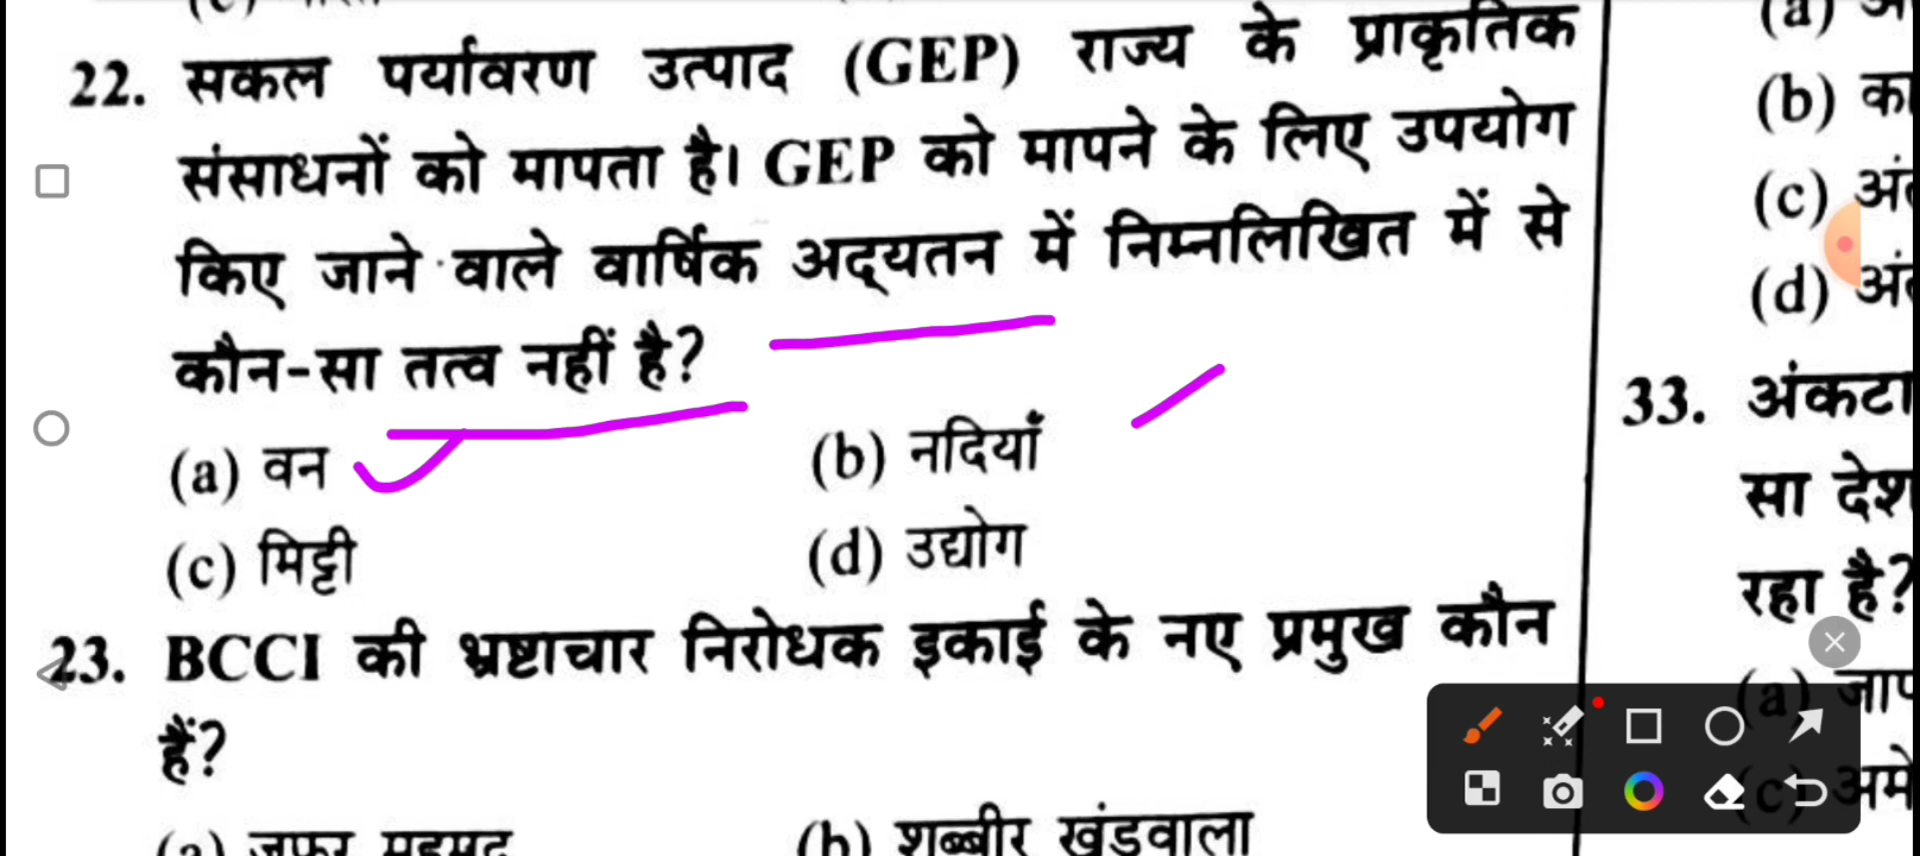 22. सकल पर्यावरण उत्पाद (GEP) राज्य के प्राकृतिक
संसाधनों को मापता है। GEP को मापने के लिए उपयोग
किए जाने वाले वार्षिक अद्यतन में निम्नलिखित में से
कौन-सा तत्व नहीं है?
(a) वन (b) नदियाँ
(c) मिट्टी (d) उद्योग
23. BCCI की भ्रष्टाचार निरोधक इकाई के नए प्रमुख कौन
हैं?
(b) शब्बीर खंडवाला
(a)
(b)
(c)
(d)
33. अंकटा
सा देश
रहा है?
(a)
(c)